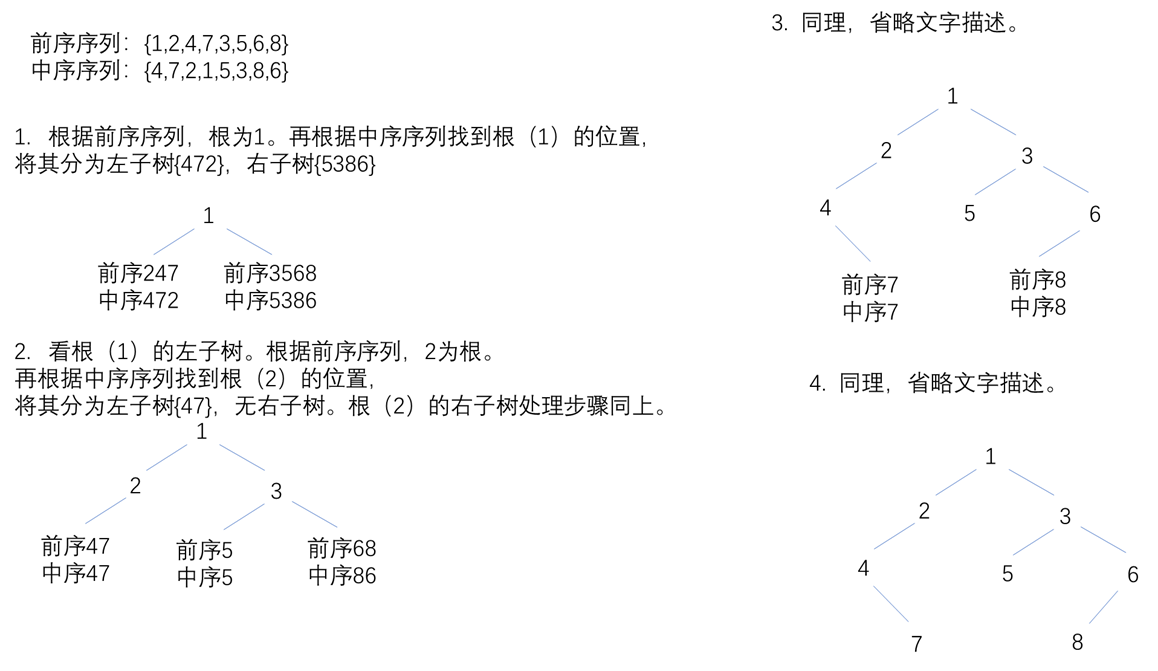 前序序列：{1,2,4,7,3,5,6,8}
中序序列：{4,7,2,1,5,3,8,6}
1. 根据前序序列，根为1。再根据中序序列找到根（1）的位置，
将其分为左子树{472}，右子树{5386}
1
前序247 前序3568
中序472 中序5386
2. 看根（1）的左子树。根据前序序列，2为根。
再根据中序序列找到根（2）的位置，
将其分为左子树{47}，无右子树。根（2）的右子树处理步骤同上。
1
2 3
前序47 前序5 前序68
中序47 中序5 中序86
3. 同理，省略文字描述。
1
2 3
4 5 6
前序7 前序8
中序7 中序8
4. 同理，省略文字描述。
1
2 3
4 5 6
7 8